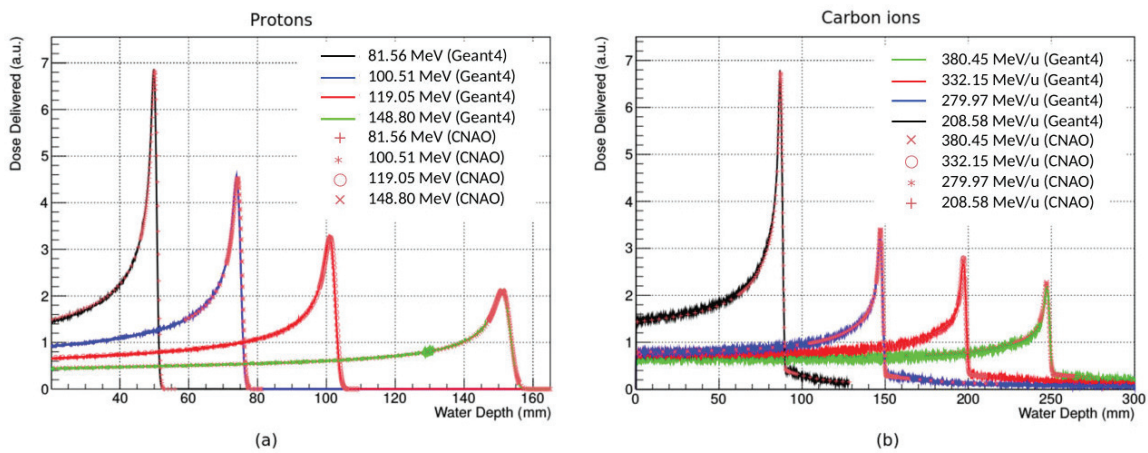 Protons
Dose Delivered (a.u.)
7
6
5
4
3
2
1
0
81.56 MeV (Geant4)
100.51 MeV (Geant4)
119.05 MeV (Geant4)
148.80 MeV (Geant4)
81.56 MeV (CNAO)
100.51 MeV (CNAO)
119.05 MeV (CNAO)
148.80 MeV (CNAO)
40 60 80 100 120 140 160
Water Depth (mm)
(a)
Carbon ions
Dose Delivered (a.u.)
7
6
5
4
3
2
1
0
380.45 MeV/u (Geant4)
332.15 MeV/u (Geant4)
279.97 MeV/u (Geant4)
208.58 MeV/u (Geant4)
380.45 MeV/u (CNAO)
332.15 MeV/u (CNAO)
279.97 MeV/u (CNAO)
208.58 MeV/u (CNAO)
0 50 100 150 200 250 300
Water Depth (mm)
(b)